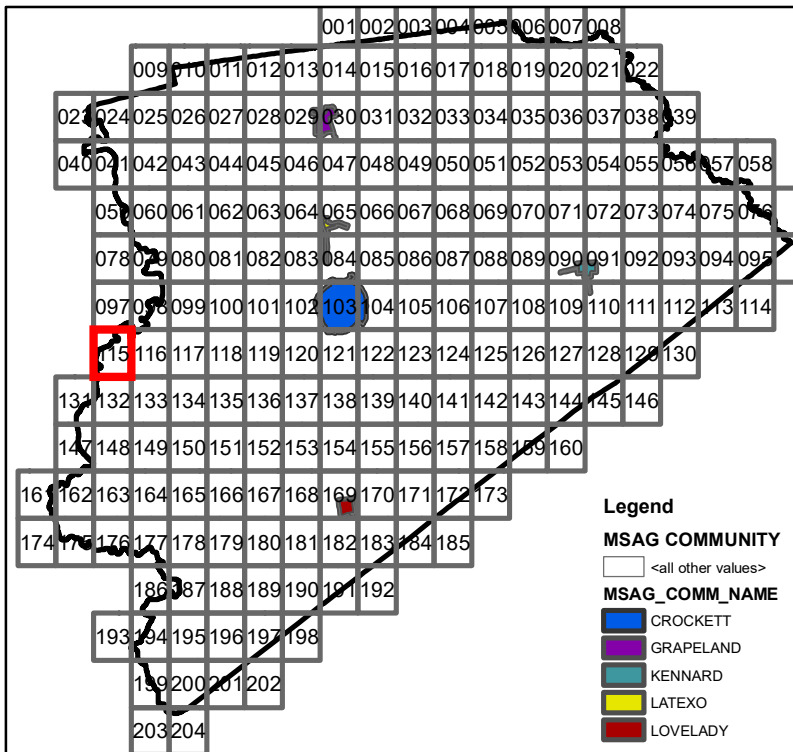 001 002 003 004 005 006 007 008
009 010 011 012 013 014 015 016 017 018 019 020 021 022
023 024 025 026 027 028 029 030 031 032 033 034 035 036 037 038 039
040 041 042 043 044 045 046 047 048 049 050 051 052 053 054 055 056 057 058
059 060 061 062 063 064 065 066 067 068 069 070 071 072 073 074 075 076
078 079 080 081 082 083 084 085 086 087 088 089 090 091 092 093 094 095
097 098 099 100 101 102 103 104 105 106 107 108 109 110 111 112 113 114
115 116 117 118 119 120 121 122 123 124 125 126 127 128 129 130
131 132 133 134 135 136 137 138 139 140 141 142 143 144 145 146
147 148 149 150 151 152 153 154 155 156 157 158 159 160
161 162 163 164 165 166 167 168 169 170 171 172 173
174 175 176 177 178 179 180 181 182 183 184 185
186 187 188 189 190 191 192
193 194 195 196 197 198
199 200 201 202
203 204
Legend
MSAG COMMUNITY
<all other values>
MSAG_COMM_NAME
CROCKETT
GRAPELAND
KENNARD
LATEXO
LOVELADY